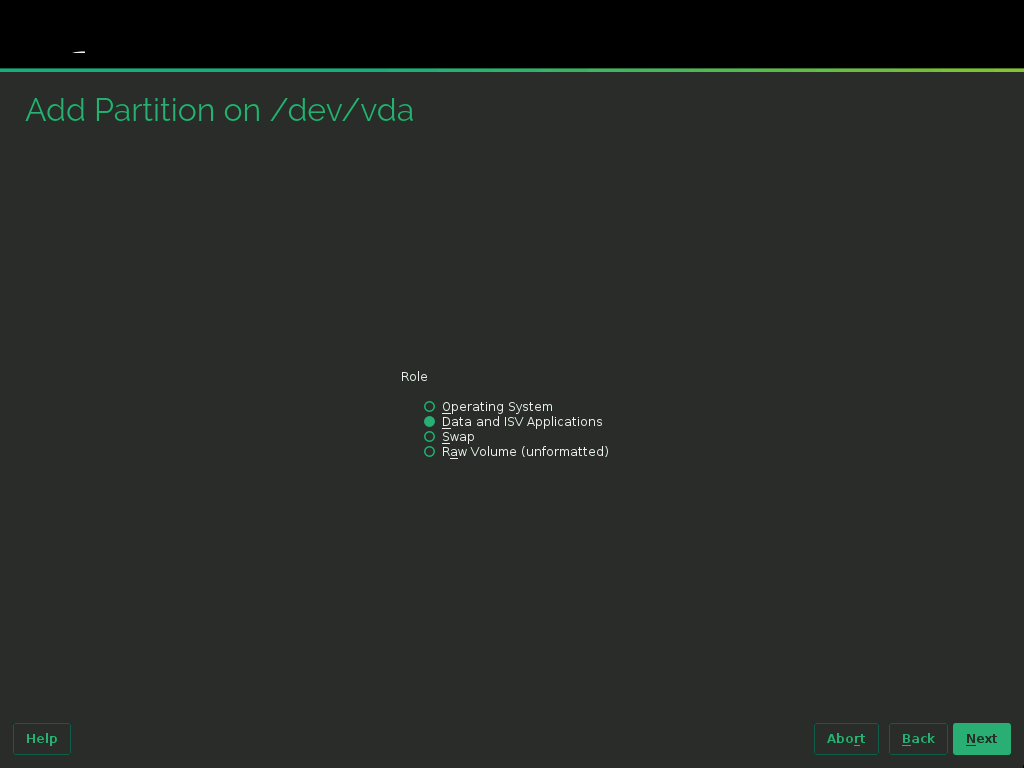 Add Partition on /dev/vda
Role
Operating System
Data and ISV Applications
Swap
Raw Volume (unformatted)
Help
Abort
Back
Next